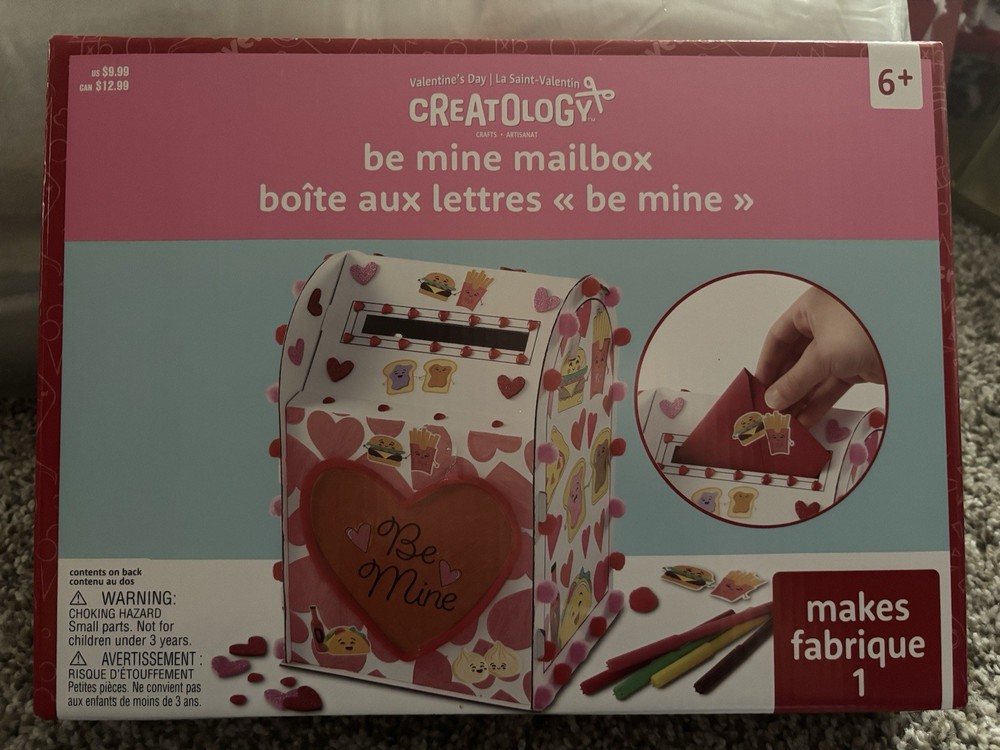 US $9.99
CAN $12.99
6+
Valentine's Day | La Saint-Valentin
CREATOLOGY™
CRAFTS • ARTISANAT
be mine mailbox
boîte aux lettres « be mine »
Be
Mine
contents on back
contenu au dos
⚠ WARNING:
CHOKING HAZARD
Small parts. Not for
children under 3 years.
⚠ AVERTISSEMENT :
RISQUE D'ÉTOUFFEMENT
Petites pièces. Ne convient pas
aux enfants de moins de 3 ans.
makes
fabrique
1